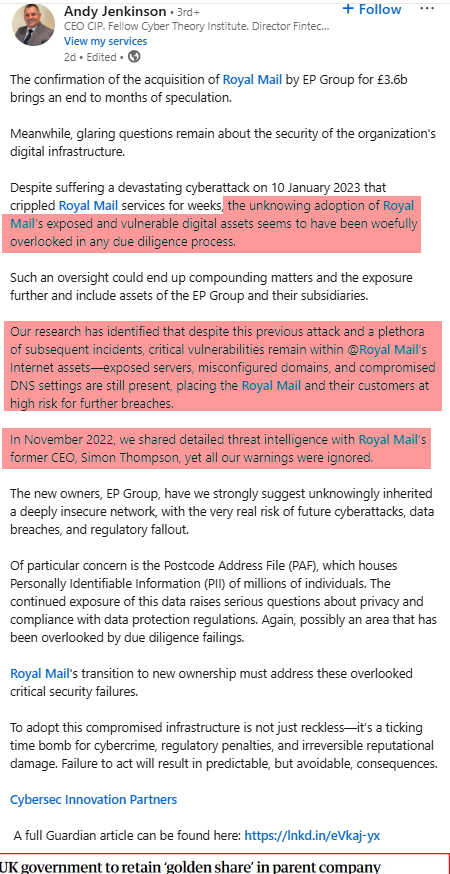 Andy Jenkinson • 3rd+
+ Follow ...
CEO CIP. Fellow Cyber Theory Institute. Director Fintec...
View my services
2d • Edited •
The confirmation of the acquisition of Royal Mail by EP Group for £3.6b
brings an end to months of speculation.
Meanwhile, glaring questions remain about the security of the organization's
digital infrastructure.
Despite suffering a devastating cyberattack on 10 January 2023 that
crippled Royal Mail services for weeks, the unknowing adoption of Royal
Mail's exposed and vulnerable digital assets seems to have been woefully
overlooked in any due diligence process.
Such an oversight could end up compounding matters and the exposure
further and include assets of the EP Group and their subsidiaries.
Our research has identified that despite this previous attack and a plethora
of subsequent incidents, critical vulnerabilities remain within @Royal Mail's
Internet assets—exposed servers, misconfigured domains, and compromised
DNS settings are still present, placing the Royal Mail and their customers at
high risk for further breaches.
In November 2022, we shared detailed threat intelligence with Royal Mail's
former CEO, Simon Thompson, yet all our warnings were ignored.
The new owners, EP Group, have we strongly suggest unknowingly inherited
a deeply insecure network, with the very real risk of future cyberattacks, data
breaches, and regulatory fallout.
Of particular concern is the Postcode Address File (PAF), which houses
Personally Identifiable Information (PII) of millions of individuals. The
continued exposure of this data raises serious questions about privacy and
compliance with data protection regulations. Again, possibly an area that has
been overlooked by due diligence failings.
Royal Mail's transition to new ownership must address these overlooked
critical security failures.
To adopt this compromised infrastructure is not just reckless—it's a ticking
time bomb for cybercrime, regulatory penalties, and irreversible reputational
damage. Failure to act will result in predictable, but avoidable, consequences.
Cybersec Innovation Partners
A full Guardian article can be found here: https://lnkd.in/eVkaj-yx
UK government to retain 'golden share' in parent company